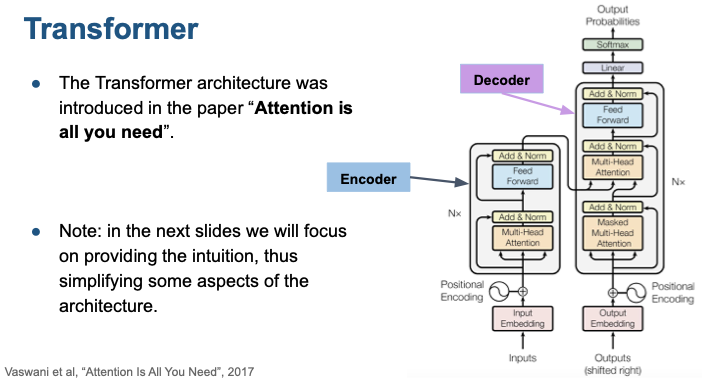 Transformer
● The Transformer architecture was
introduced in the paper “Attention is
all you need”.
● Note: in the next slides we will focus
on providing the intuition, thus
simplifying some aspects of the
architecture.
Encoder
Decoder
Output
Probabilities
Softmax
Linear
Add & Norm
Feed
Forward
Add & Norm
Multi-Head
Attention
Add & Norm
Masked
Multi-Head
Attention
Nx
Add & Norm
Feed
Forward
Add & Norm
Multi-Head
Attention
Nx
Positional
Encoding
Positional
Encoding
Input
Embedding
Output
Embedding
Inputs
Outputs
(shifted right)
Vaswani et al, “Attention Is All You Need”, 2017